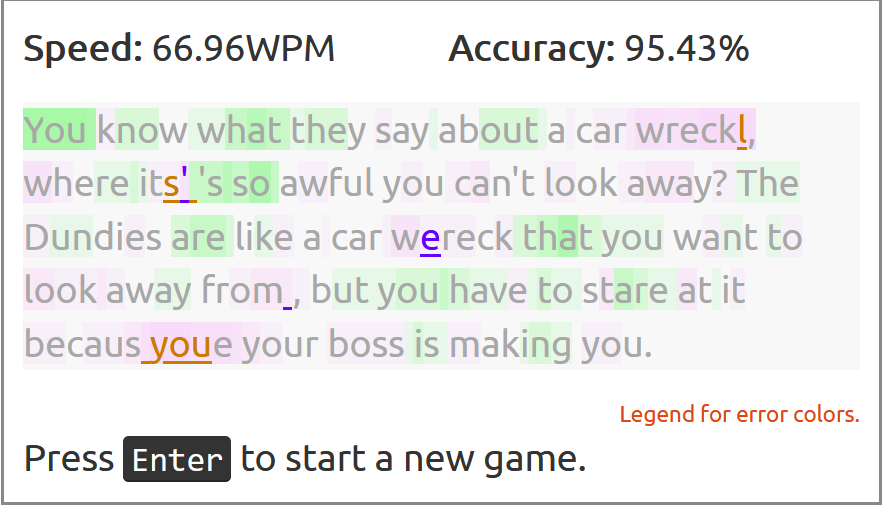 Speed: 66.96WPM Accuracy: 95.43%
You know what they say about a car wreckl,
where its' 's so awful you can't look away? The
Dundies are like a car wereck that you want to
look away from , but you have to stare at it
becaus youe your boss is making you.
Legend for error colors.
Press Enter to start a new game.